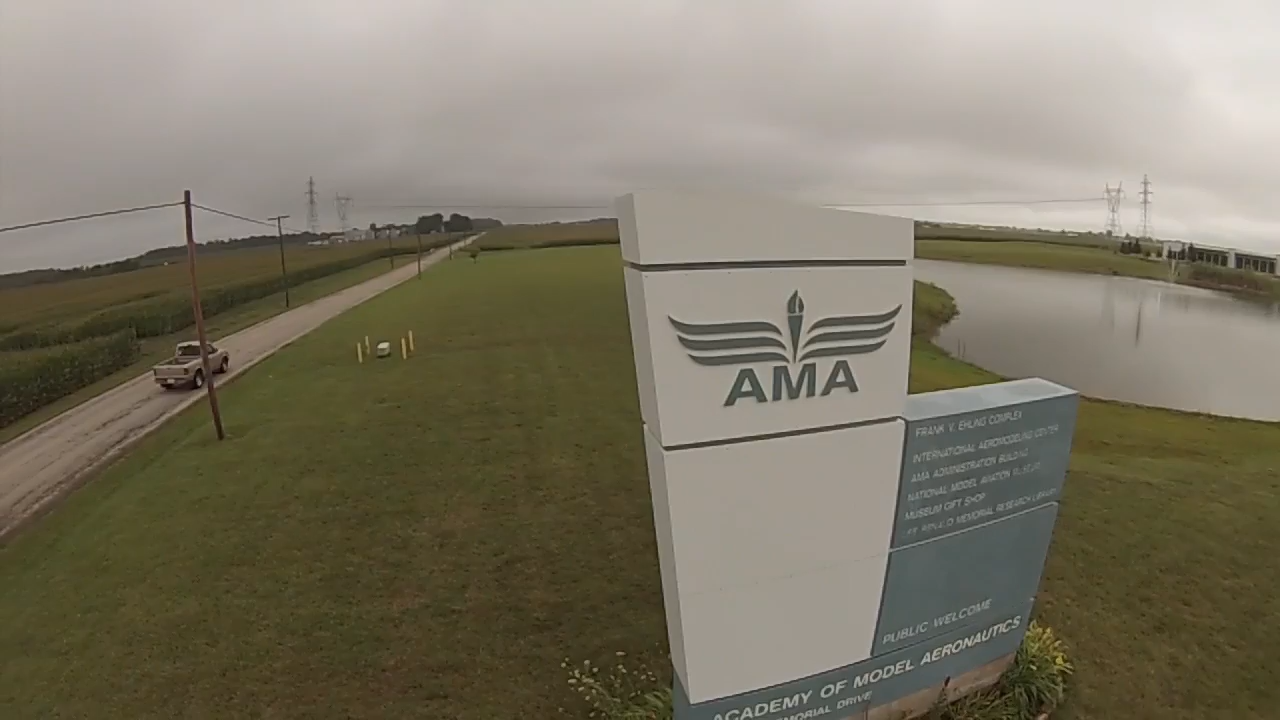 AMA
FRANK V. EHLING COMPLEX
INTERNATIONAL AEROMODELING CENTER
AMA ADMINISTRATION BUILDING
NATIONAL MODEL AVIATION MUSEUM
MUSEUM GIFT SHOP
MEMORIAL RESEARCH LIBRARY
PUBLIC WELCOME
ACADEMY OF MODEL AERONAUTICS
MEMORIAL DRIVE